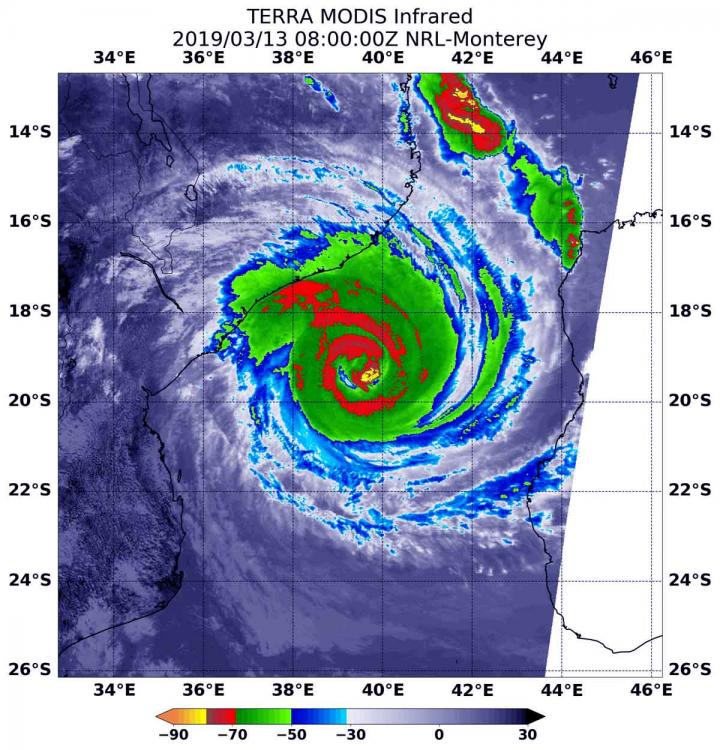 TERRA MODIS Infrared
2019/03/13 08:00:00Z NRL-Monterey
34°E 36°E 38°E 40°E 42°E 44°E 46°E
14°S 14°S
16°S 16°S
18°S 18°S
20°S 20°S
22°S 22°S
24°S 24°S
26°S 26°S
34°E 36°E 38°E 40°E 42°E 44°E 46°E
−90 −70 −50 −30 0 30